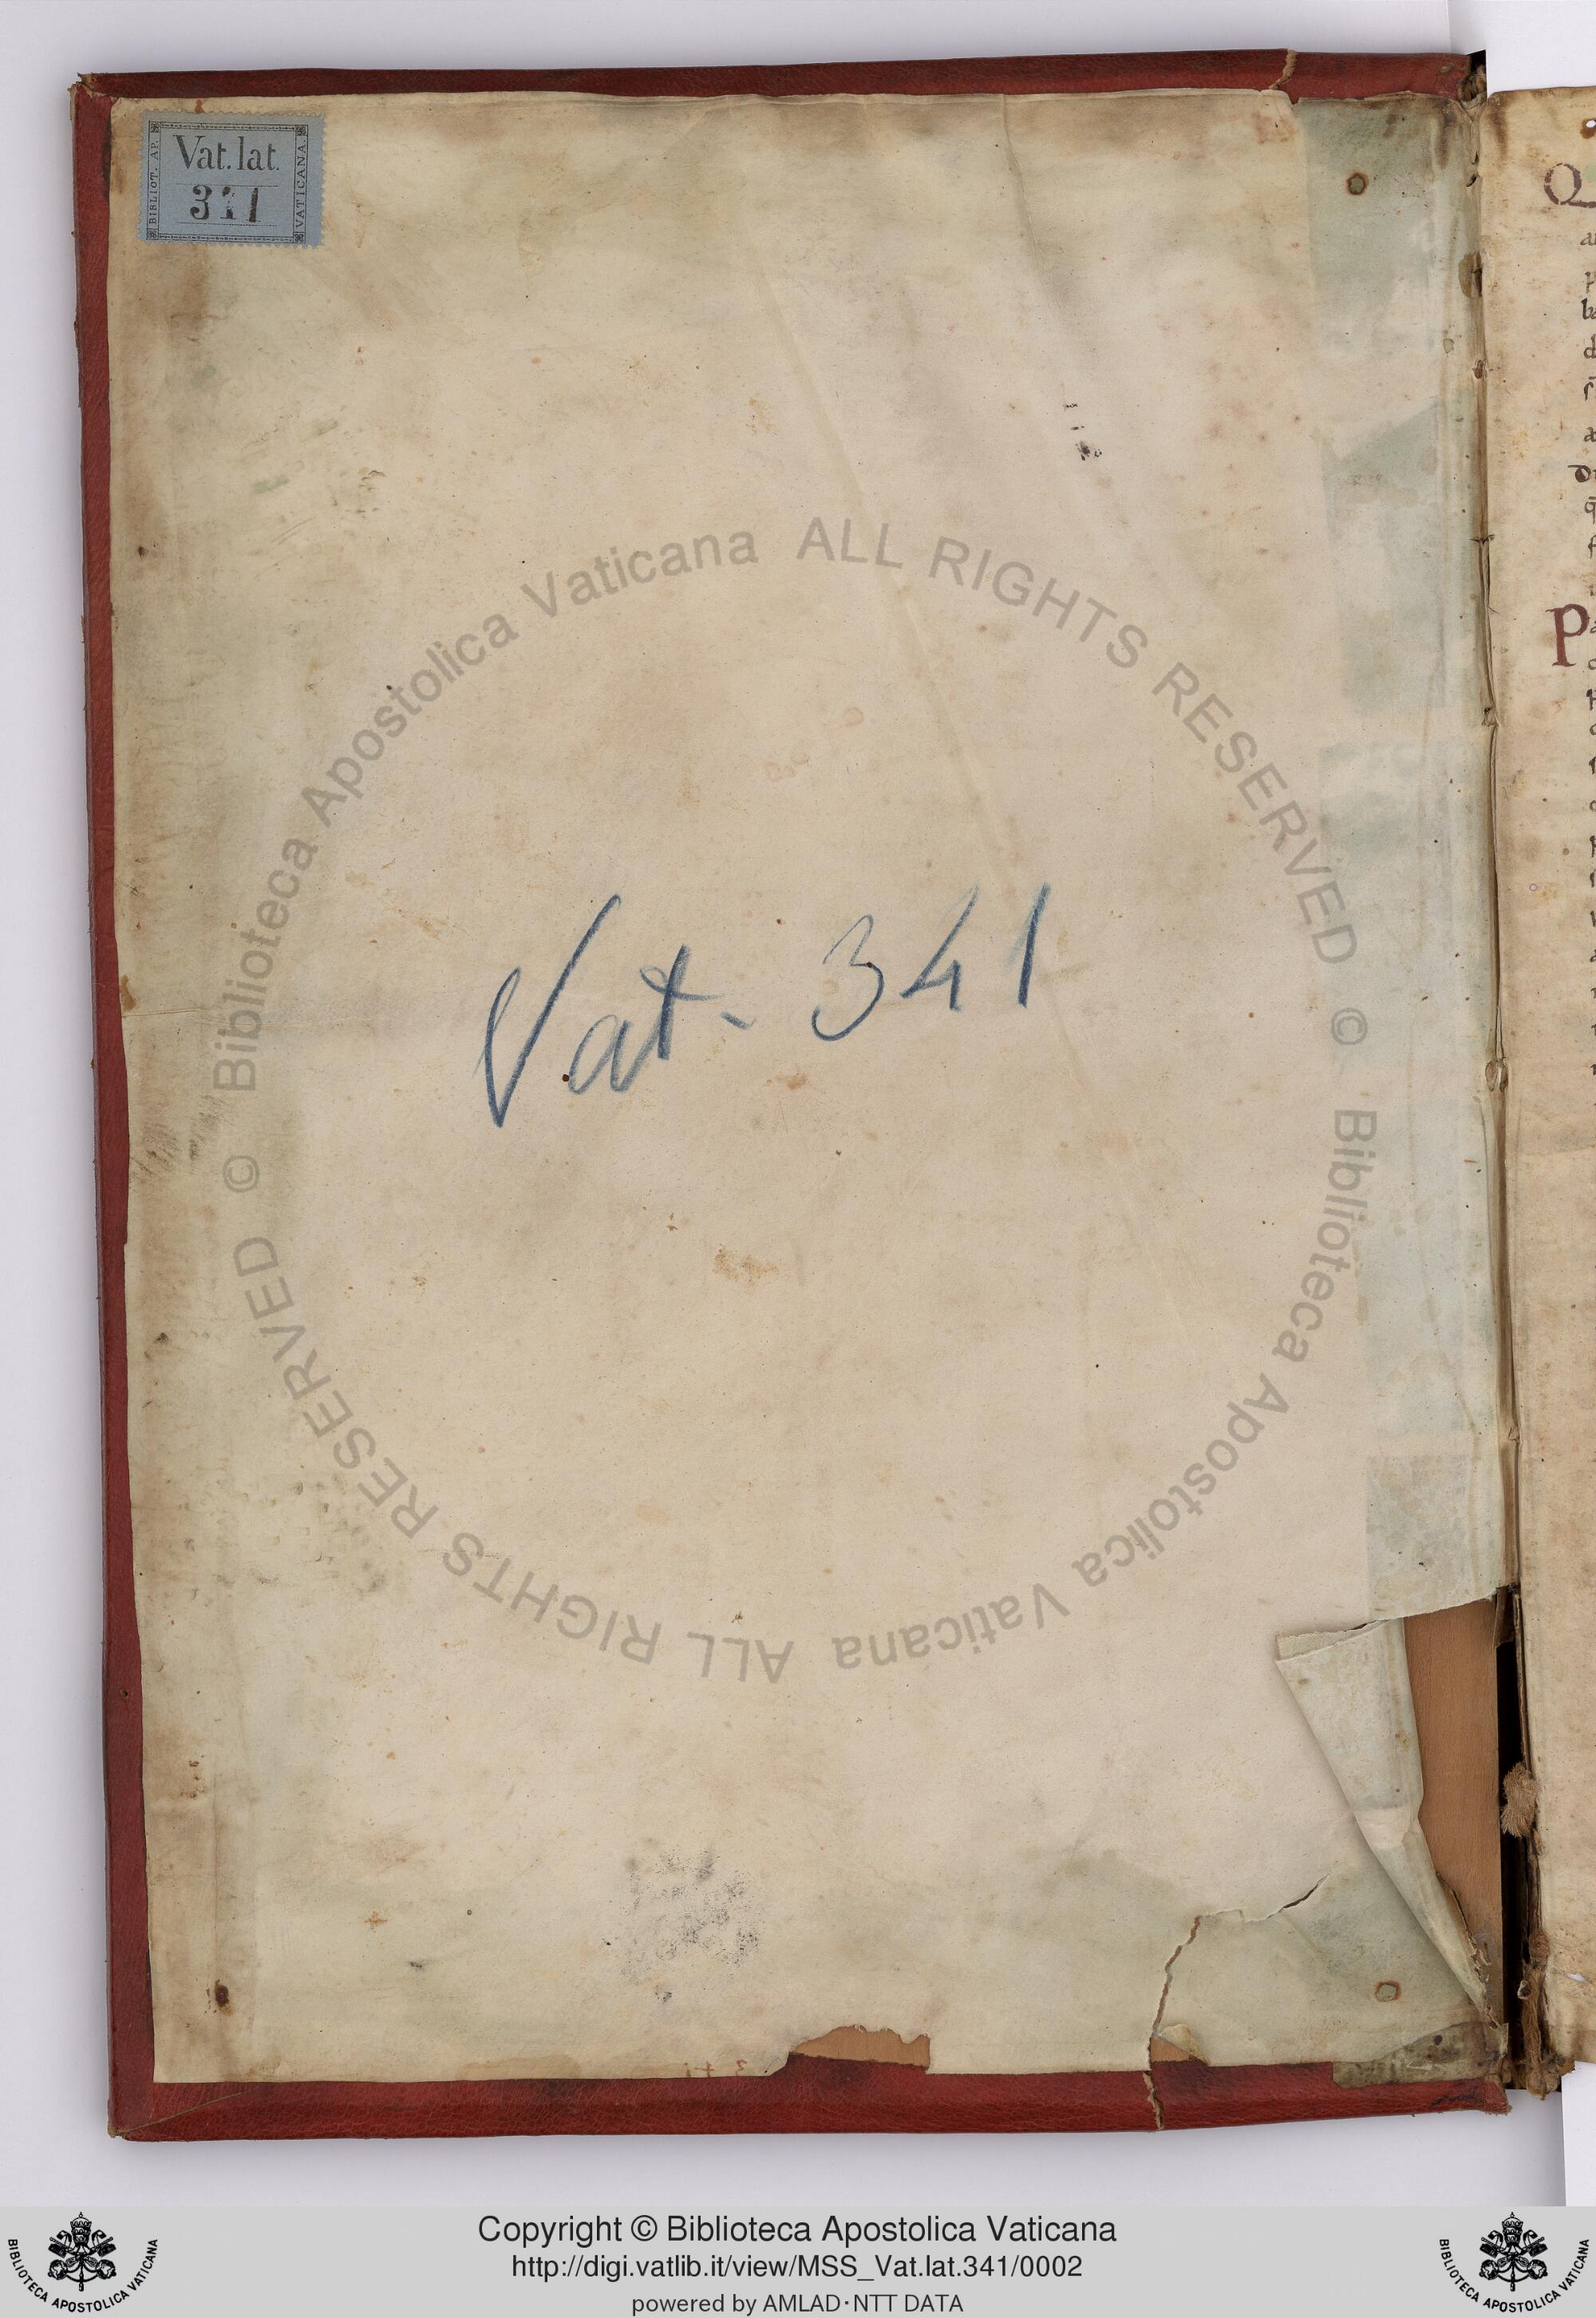 BIBLIOT. AP. VATICANA
Vat. lat.
341
Vat. 341
Q
P
© Biblioteca Apostolica Vaticana ALL RIGHTS RESERVED © Biblioteca Apostolica Vaticana ALL RIGHTS RESERVED
Copyright © Biblioteca Apostolica Vaticana
http://digi.vatlib.it/view/MSS_Vat.lat.341/0002
powered by AMLAD·NTT DATA
BIBLIOTECA APOSTOLICA VATICANA
BIBLIOTECA APOSTOLICA VATICANA